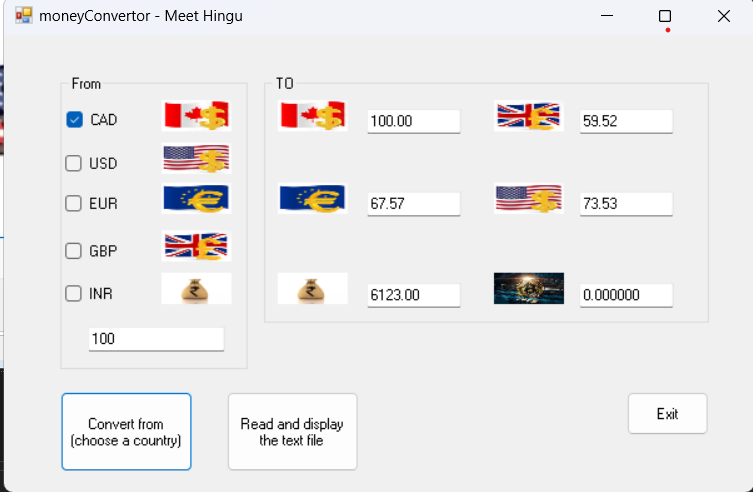 moneyConvertor - Meet Hingu
From
CAD
USD
EUR
GBP
INR
100
TO
100.00
59.52
67.57
73.53
6123.00
0.000000
Convert from
(choose a country)
Read and display
the text file
Exit